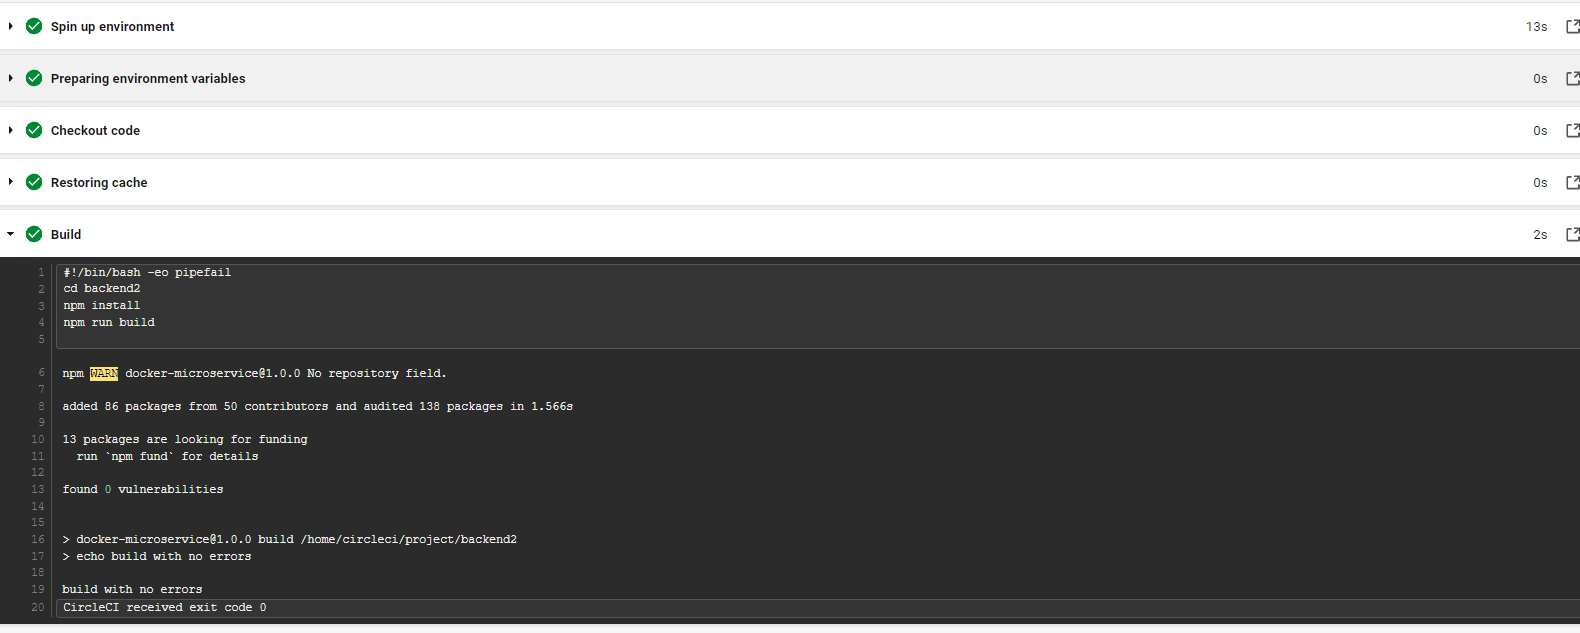 Spin up environment 13s
Preparing environment variables 0s
Checkout code 0s
Restoring cache 0s
Build 2s
1 #!/bin/bash -eo pipefail
2 cd backend2
3 npm install
4 npm run build
5
6 npm WARN docker-microservice@1.0.0 No repository field.
7
8 added 86 packages from 50 contributors and audited 138 packages in 1.566s
9
10 13 packages are looking for funding
11 run `npm fund` for details
12
13 found 0 vulnerabilities
14
15
16 > docker-microservice@1.0.0 build /home/circleci/project/backend2
17 > echo build with no errors
18
19 build with no errors
20 CircleCI received exit code 0